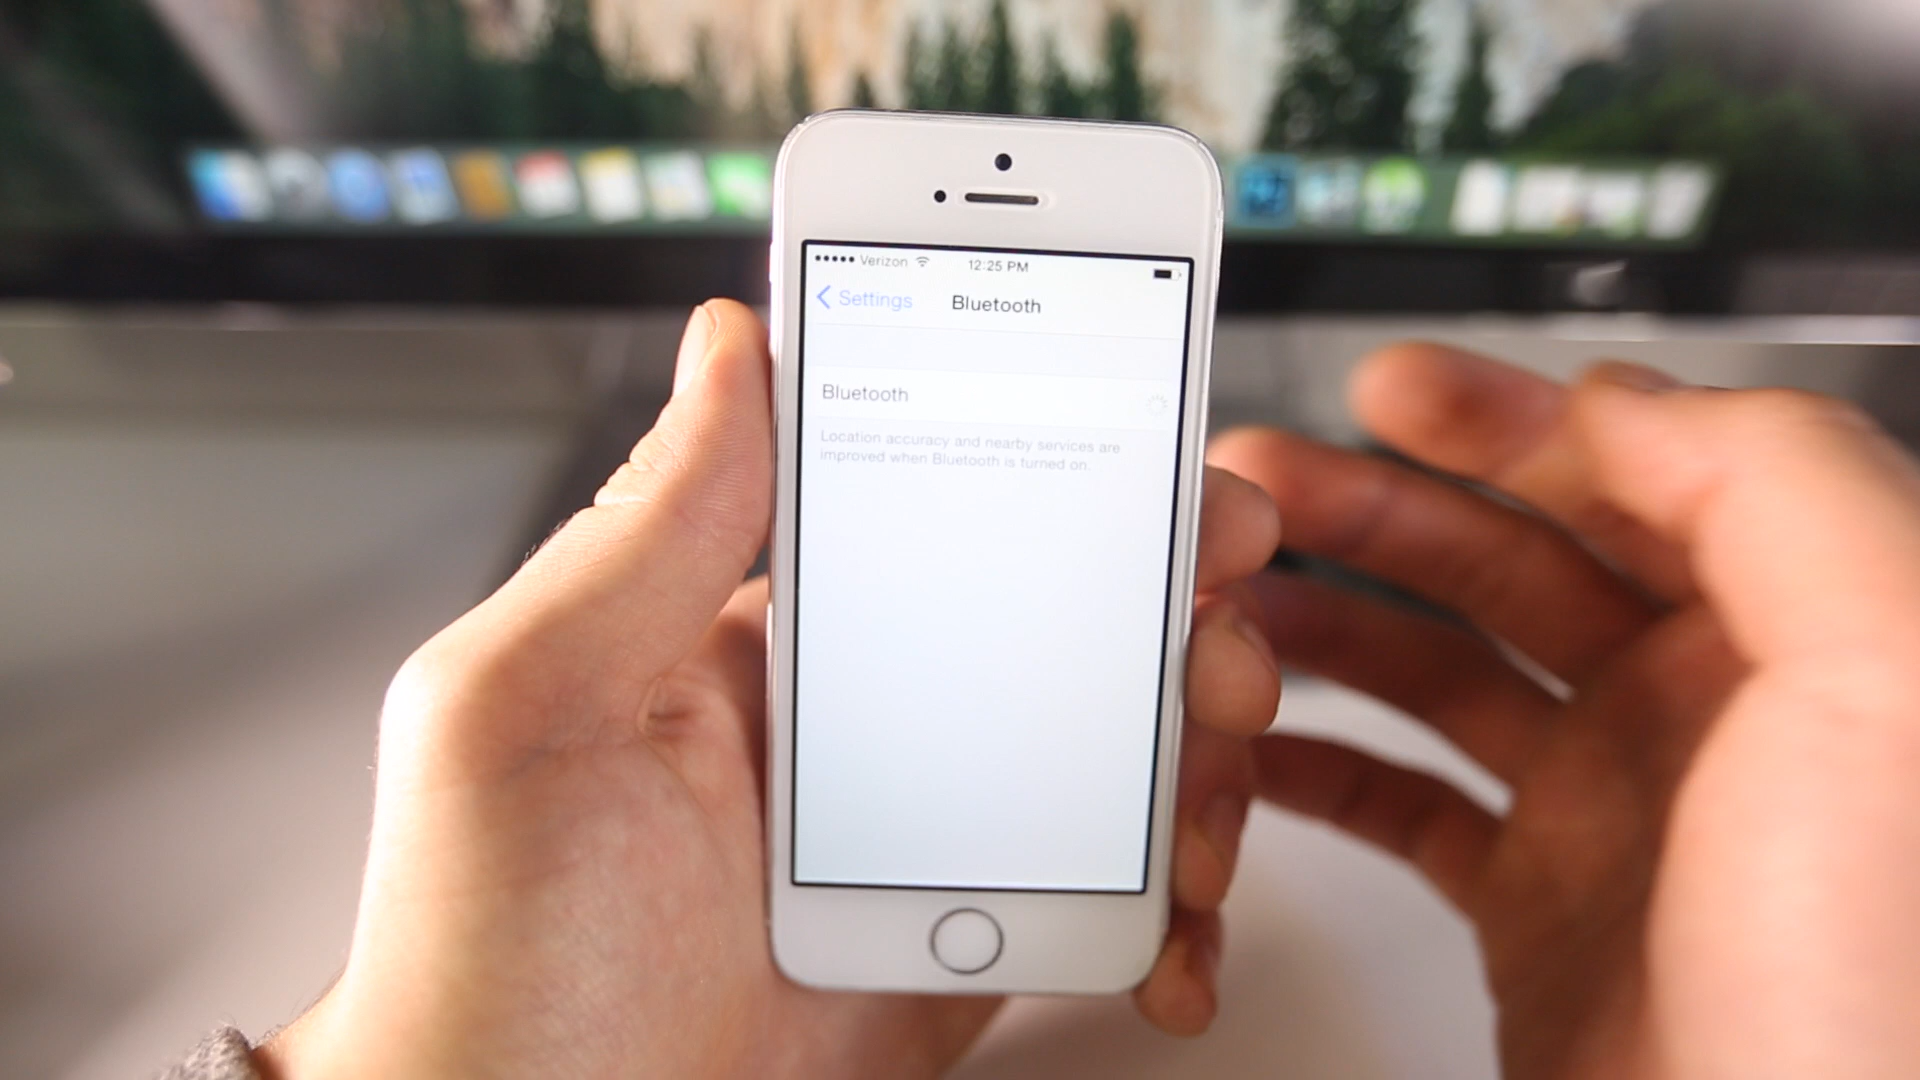 Verizon 12:25 PM
Settings Bluetooth
Bluetooth
Location accuracy and nearby services are
improved when Bluetooth is turned on.